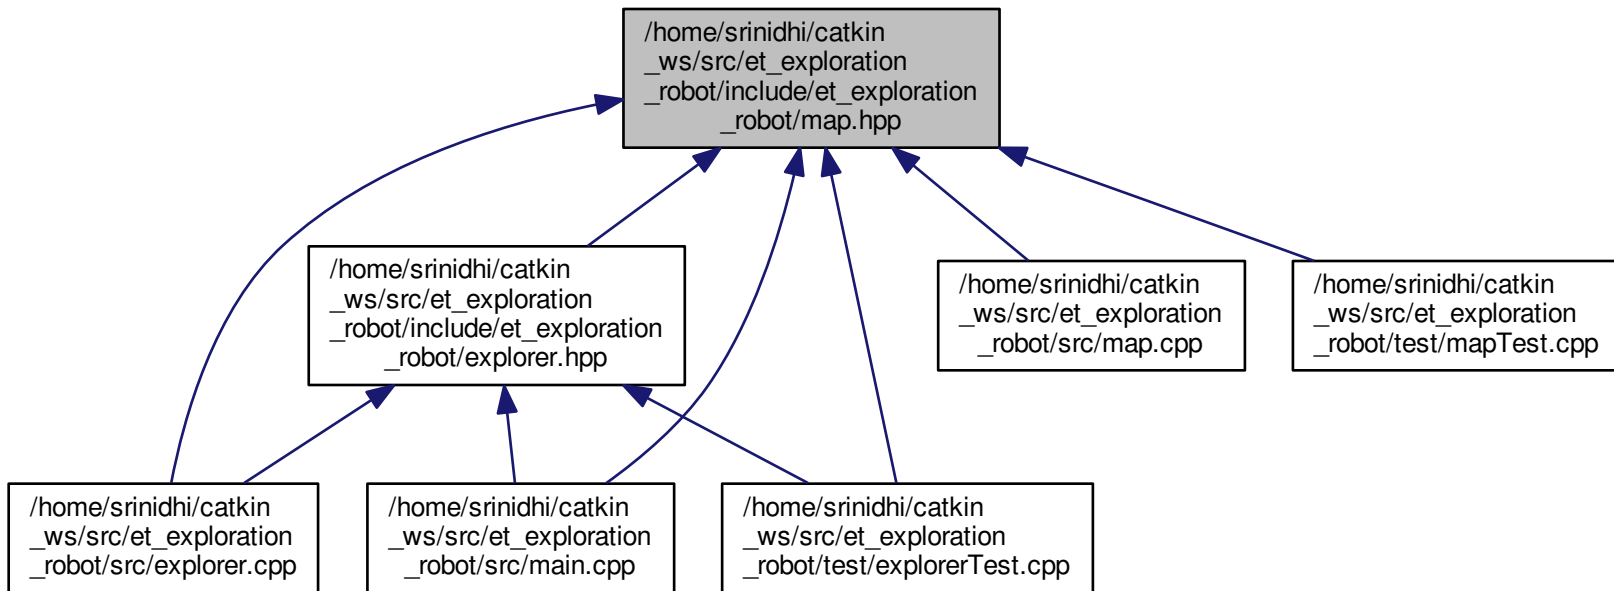 /home/srinidhi/catkin
_ws/src/et_exploration
_robot/include/et_exploration
_robot/map.hpp
/home/srinidhi/catkin
_ws/src/et_exploration
_robot/include/et_exploration
_robot/explorer.hpp
/home/srinidhi/catkin
_ws/src/et_exploration
_robot/src/map.cpp
/home/srinidhi/catkin
_ws/src/et_exploration
_robot/test/mapTest.cpp
/home/srinidhi/catkin
_ws/src/et_exploration
_robot/src/explorer.cpp
/home/srinidhi/catkin
_ws/src/et_exploration
_robot/src/main.cpp
/home/srinidhi/catkin
_ws/src/et_exploration
_robot/test/explorerTest.cpp